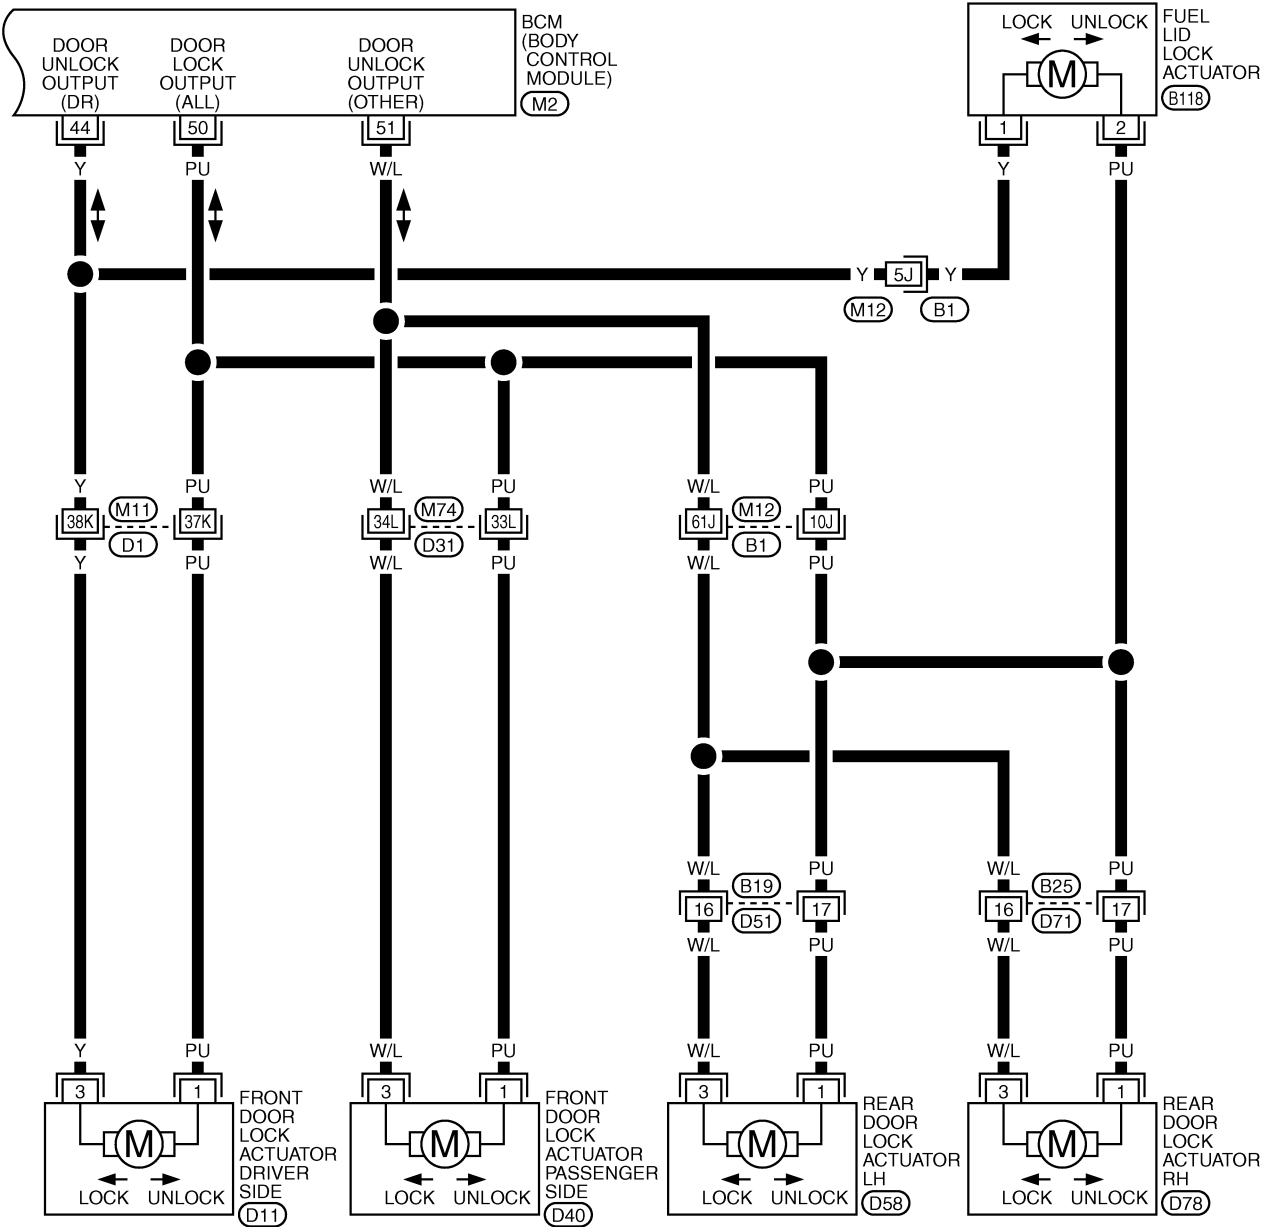 DOOR
UNLOCK
OUTPUT
(DR)
DOOR
LOCK
OUTPUT
(ALL)
DOOR
UNLOCK
OUTPUT
(OTHER)
BCM
(BODY
CONTROL
MODULE)
M2
LOCK UNLOCK
M
FUEL
LID
LOCK
ACTUATOR
B118
44 50 51 1 2
Y PU W/L Y PU
Y 5J Y
M12 B1
Y PU W/L PU W/L PU
38K M11 37K 34L M74 33L 61J M12 10J
D1 D31 B1
Y PU W/L PU W/L PU
W/L PU W/L PU
16 B19 17 16 B25 17
D51 D71
W/L PU W/L PU
Y PU W/L PU W/L PU W/L PU
3 1 3 1 3 1 3 1
M
LOCK UNLOCK
FRONT
DOOR
LOCK
ACTUATOR
DRIVER
SIDE
D11
M
LOCK UNLOCK
FRONT
DOOR
LOCK
ACTUATOR
PASSENGER
SIDE
D40
M
LOCK UNLOCK
REAR
DOOR
LOCK
ACTUATOR
LH
D58
M
LOCK UNLOCK
REAR
DOOR
LOCK
ACTUATOR
RH
D78